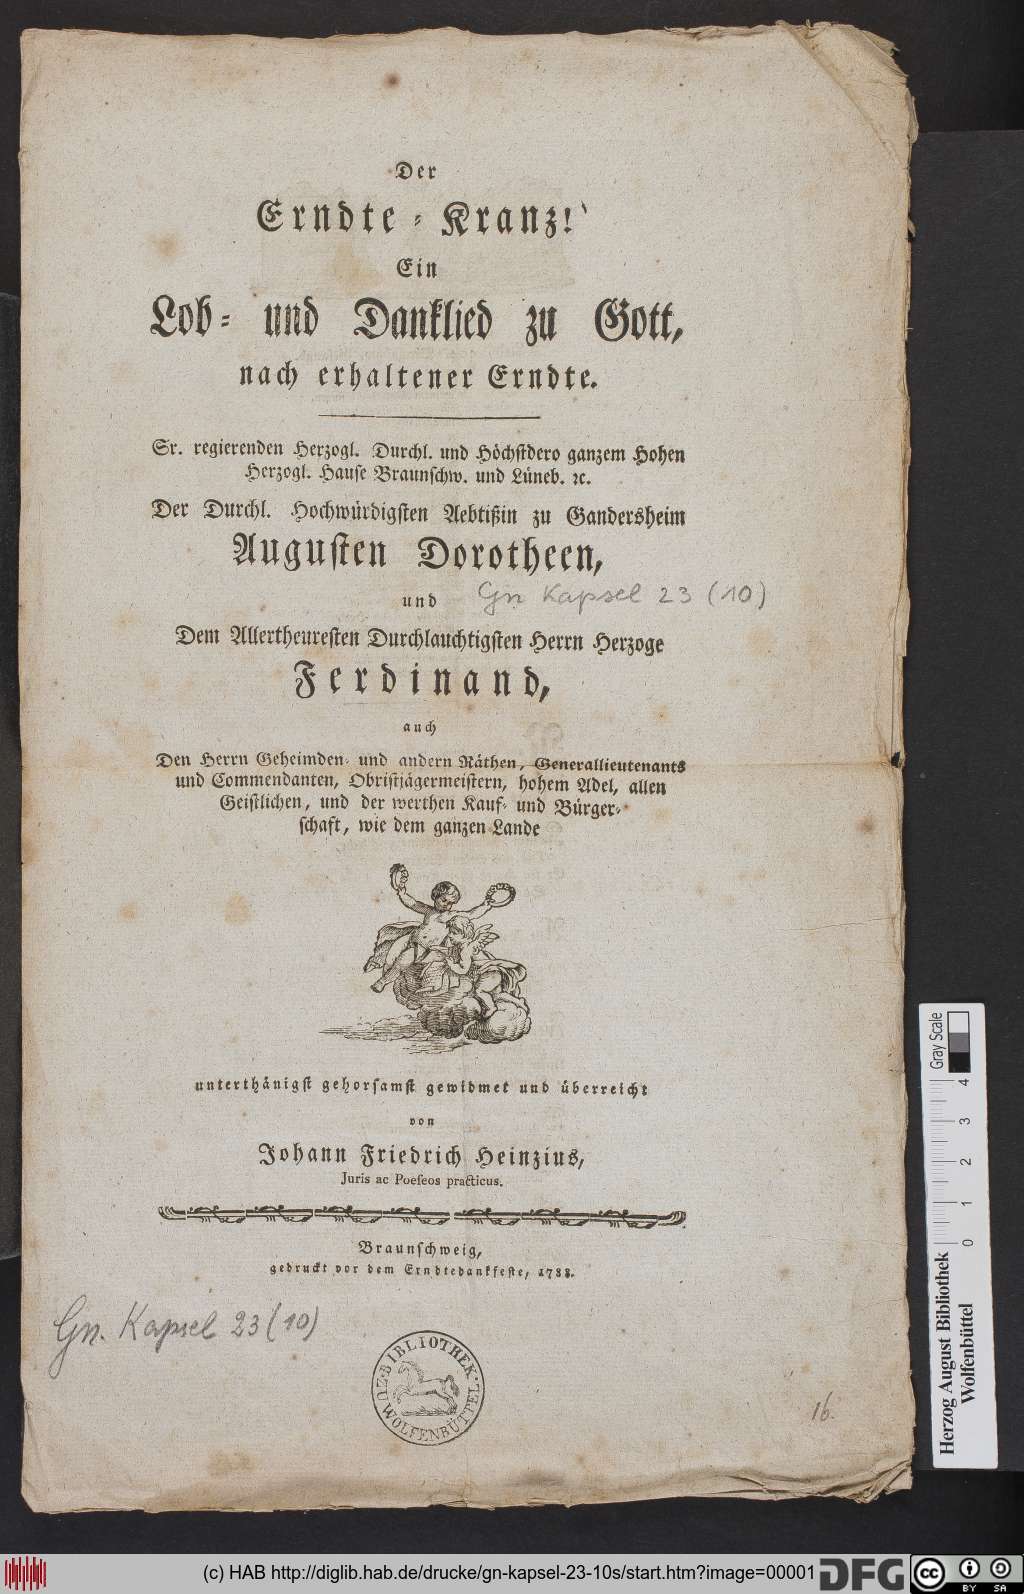 Der
Erndte-Kranz!
Ein
Lob- und Danklied zu Gott,
nach erhaltener Erndte.
Sr. regierenden Herzogl. Durchl. und Höchstdero ganzem Hohen
Herzogl. Hause Braunschw. und Lüneb. ꝛc.
Der Durchl. Hochwürdigsten Aebtißin zu Gandersheim
Augusten Dorotheen,
und
Gn Kapsel 23 (10)
Dem Allertheuresten Durchlauchtigsten Herrn Herzoge
Ferdinand,
auch
Den Herrn Geheimden- und andern Räthen, Generallieutenants
und Commendanten, Obristjägermeistern, hohem Adel, allen
Geistlichen, und der werthen Kauf- und Bürger-
schaft, wie dem ganzen Lande
unterthänigst gehorsamst gewidmet und überreicht
von
Johann Friedrich Heinzius,
Juris ac Poeseos practicus.
Braunschweig,
gedruckt vor dem Erndtedankfeste, 1788.
Gn. Kapsel 23 (10)
BIBLIOTHEK
ZU WOLFENBÜTTEL
16.
Gray Scale
0 1 2 3 4
Herzog August Bibliothek
Wolfenbüttel
(c) HAB http://diglib.hab.de/drucke/gn-kapsel-23-10s/start.htm?image=00001
DFG
cc BY SA